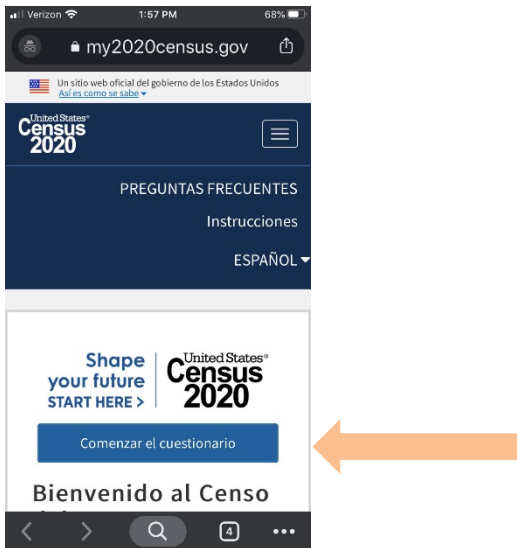 Verizon 1:57 PM 68%
my2020census.gov
Un sitio web oficial del gobierno de los Estados Unidos
Así es como se sabe
United States®
Census
2020
PREGUNTAS FRECUENTES
Instrucciones
ESPAÑOL
Shape
your future
START HERE >
United States®
Census
2020
Comenzar el cuestionario
Bienvenido al Censo
4